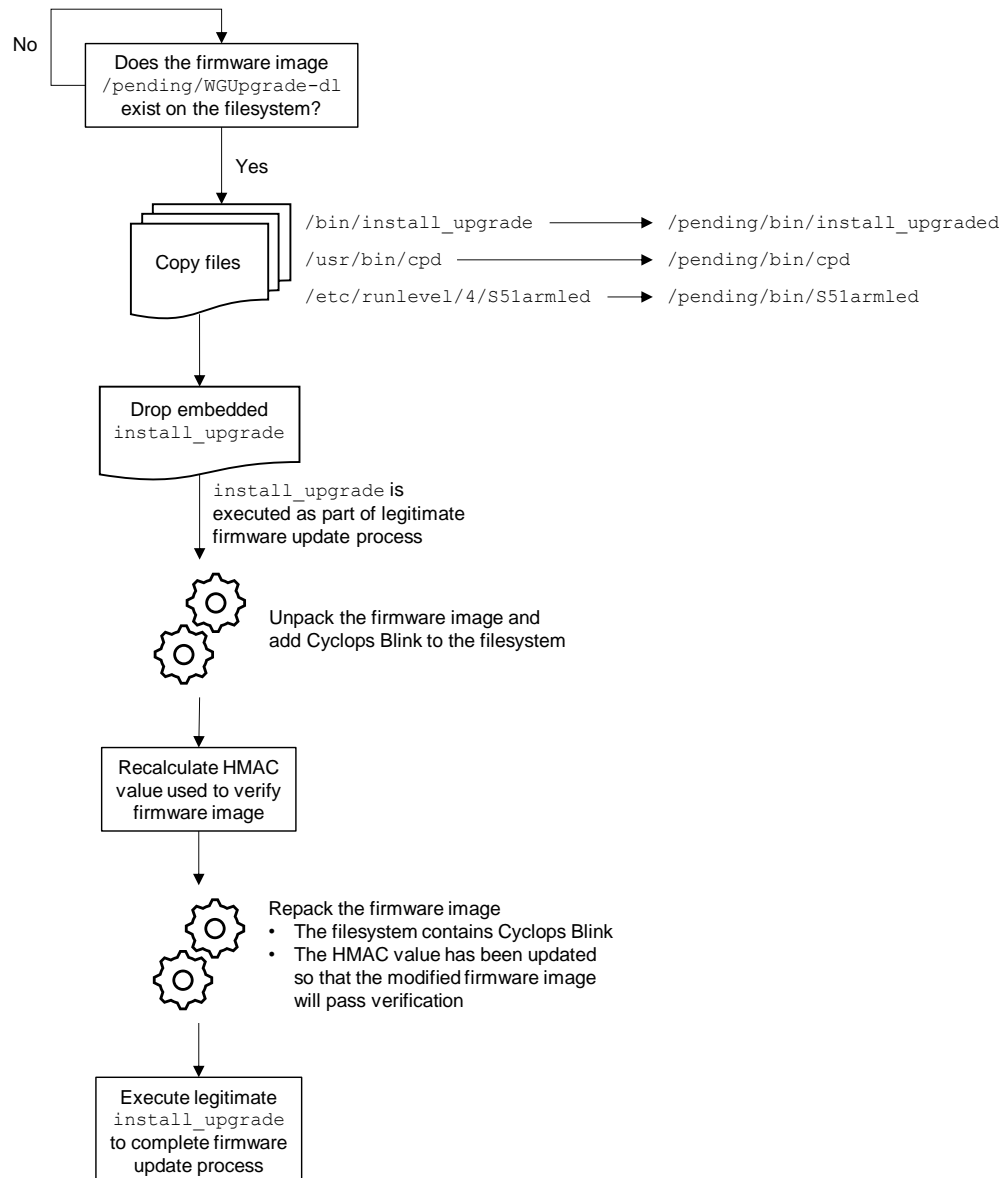 No
Does the firmware image
/pending/WGUpgrade-dl
exist on the filesystem?
Yes
Copy files
/bin/install_upgrade /pending/bin/install_upgraded
/usr/bin/cpd /pending/bin/cpd
/etc/runlevel/4/S51armled /pending/bin/S51armled
Drop embedded
install_upgrade
install_upgrade is
executed as part of legitimate
firmware update process
Unpack the firmware image and
add Cyclops Blink to the filesystem
Recalculate HMAC
value used to verify
firmware image
Repack the firmware image
• The filesystem contains Cyclops Blink
• The HMAC value has been updated
so that the modified firmware image
will pass verification
Execute legitimate
install_upgrade
to complete firmware
update process